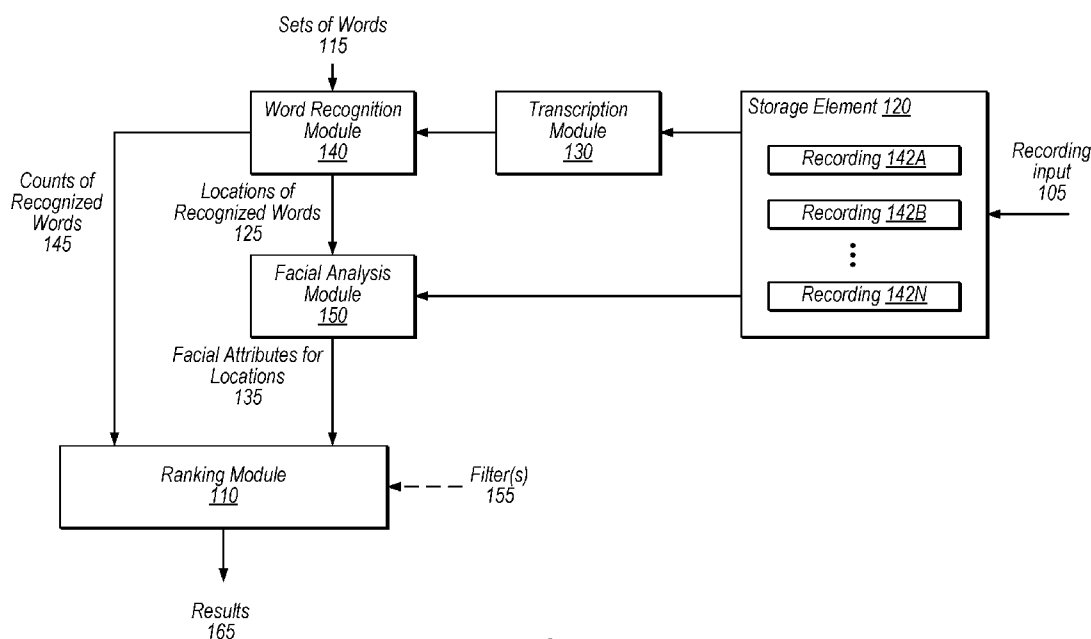 Sets of Words
115
Word Recognition
Module
140
Transcription
Module
130
Storage Element 120
Recording 142A
Recording 142B
Recording 142N
Recording
input
105
Counts of
Recognized
Words
145
Locations of
Recognized Words
125
Facial Analysis
Module
150
Facial Attributes for
Locations
135
Ranking Module
110
Filter(s)
155
Results
165